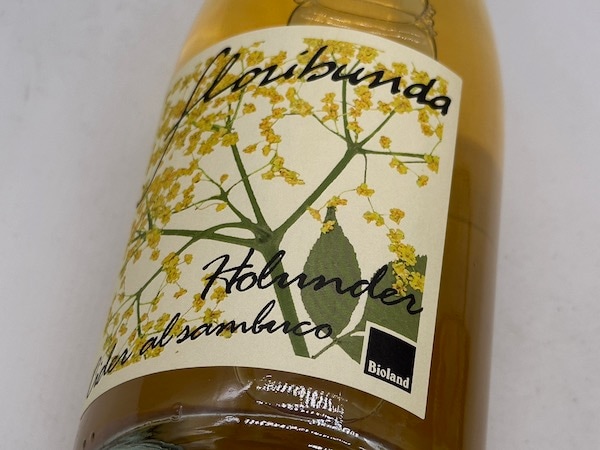 floribunda
Holunder
Cider al sambuco
Bioland